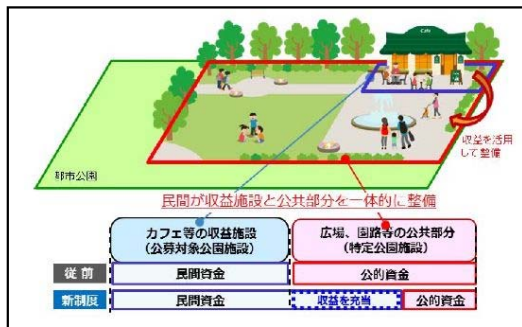 Cafe
収益を活用
して整備
都市公園
民間が収益施設と公共部分を一体的に整備
カフェ等の収益施設
(公募対象公園施設)
広場、園路等の公共部分
(特定公園施設)
従 前
民間資金
公的資金
新制度
民間資金
収益を充当
公的資金